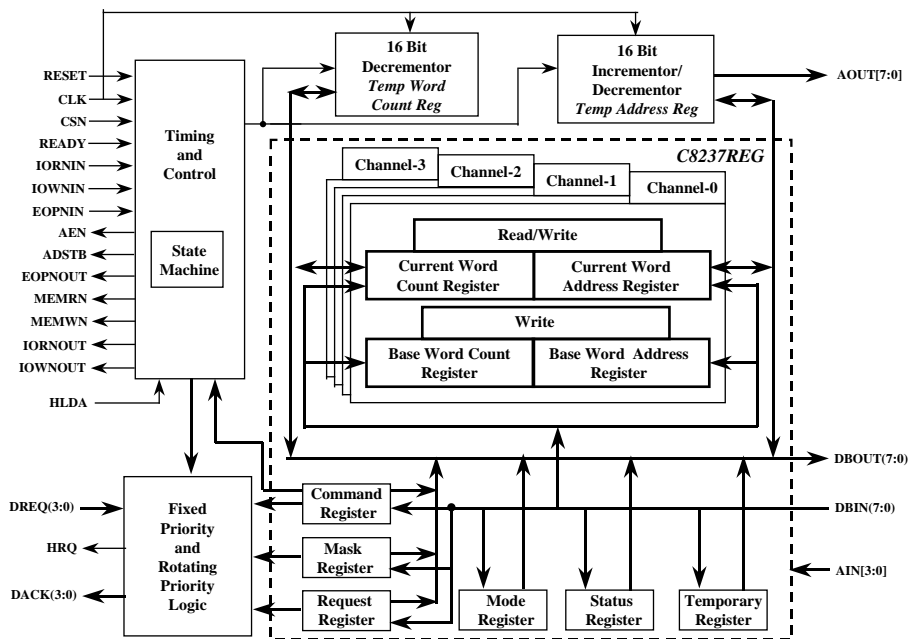 16 Bit
Decrementor
Temp Word
Count Reg
16 Bit
Incrementor/
Decrementor
Temp Address Reg
AOUT[7:0]
RESET
CLK
CSN
READY
IORNIN
IOWNIN
EOPNIN
AEN
ADSTB
EOPNOUT
MEMRN
MEMWN
IORNOUT
IOWNOUT
HLDA
Timing
and
Control
State
Machine
C8237REG
Channel-3
Channel-2
Channel-1
Channel-0
Read/Write
Current Word
Count Register
Current Word
Address Register
Write
Base Word Count
Register
Base Word Address
Register
DBOUT(7:0)
DREQ(3:0)
HRQ
DACK(3:0)
Fixed
Priority
and
Rotating
Priority
Logic
Command
Register
Mask
Register
Request
Register
DBIN(7:0)
AIN[3:0]
Mode
Register
Status
Register
Temporary
Register